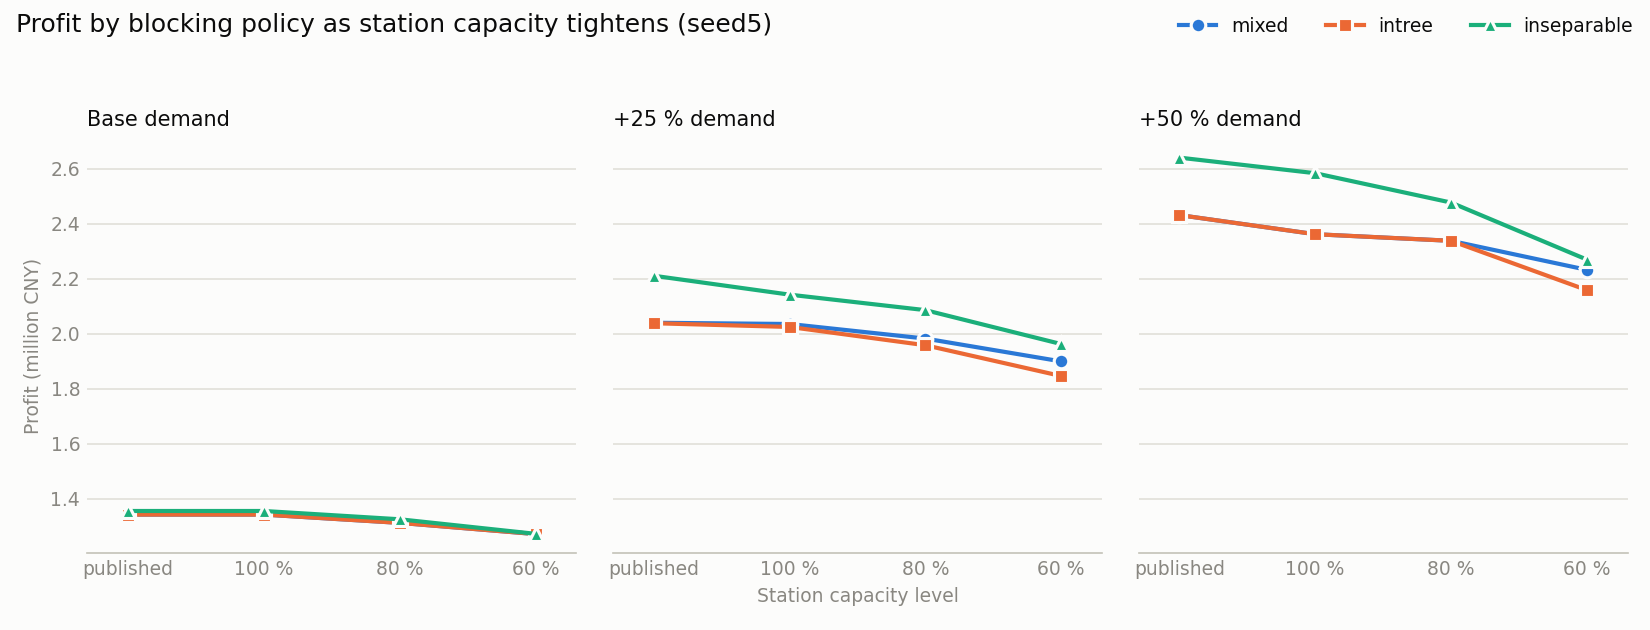 Profit by blocking policy as station capacity tightens (seed5)
mixed intree inseparable
Base demand
+25 % demand
+50 % demand
Profit (million CNY)
2.6
2.4
2.2
2.0
1.8
1.6
1.4
published 100 % 80 % 60 %
published 100 % 80 % 60 %
published 100 % 80 % 60 %
Station capacity level